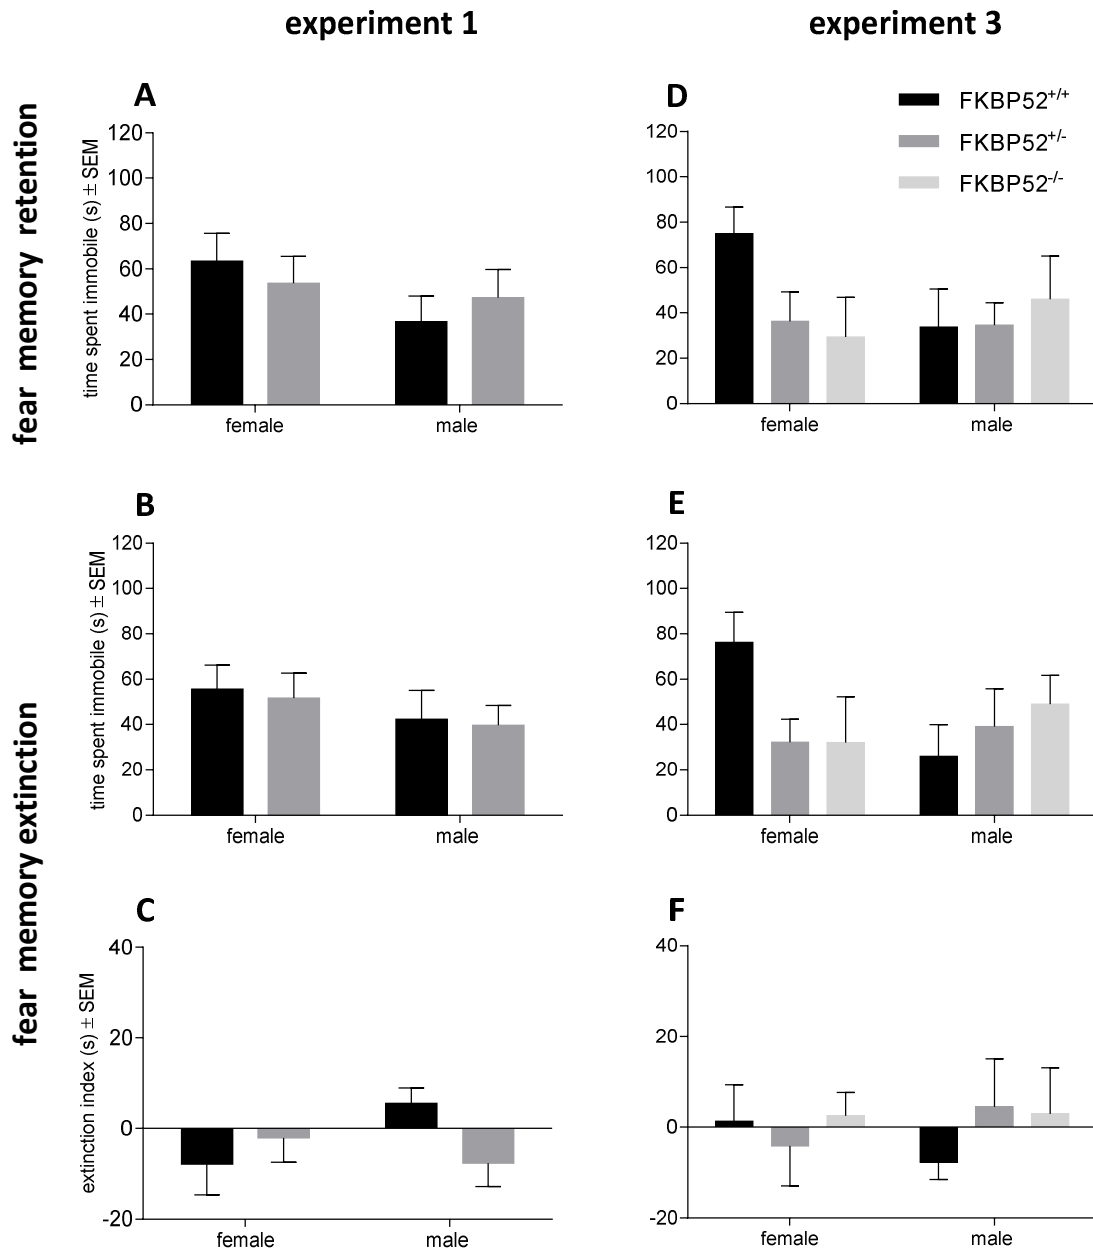 experiment 1
experiment 3
fear memory retention
A
time spent immobile (s) ± SEM
120
100
80
60
40
20
0
female
male
D
FKBP52+/+
FKBP52+/-
FKBP52-/-
120
100
80
60
40
20
0
female
male
fear memory extinction
B
time spent immobile (s) ± SEM
120
100
80
60
40
20
0
female
male
E
120
100
80
60
40
20
0
female
male
C
extinction index (s) ± SEM
40
20
0
-20
female
male
F
40
20
0
-20
female
male